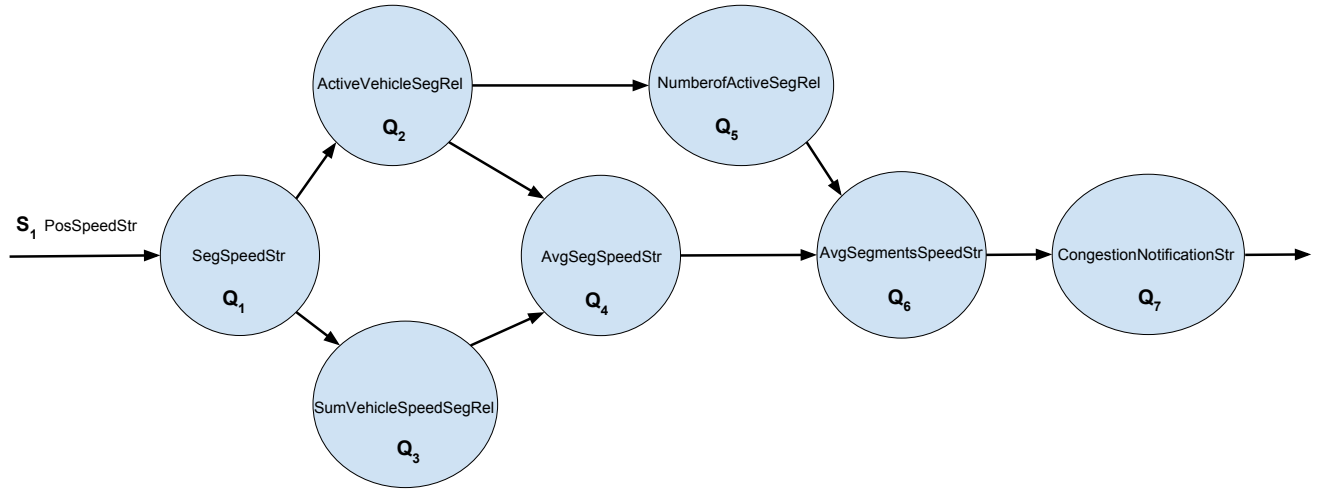 ActiveVehicleSegRel
Q2
NumberofActiveSegRel
Q5
S1 PosSpeedStr
SegSpeedStr
Q1
AvgSegSpeedStr
Q4
AvgSegmentsSpeedStr
Q6
CongestionNotificationStr
Q7
SumVehicleSpeedSegRel
Q3